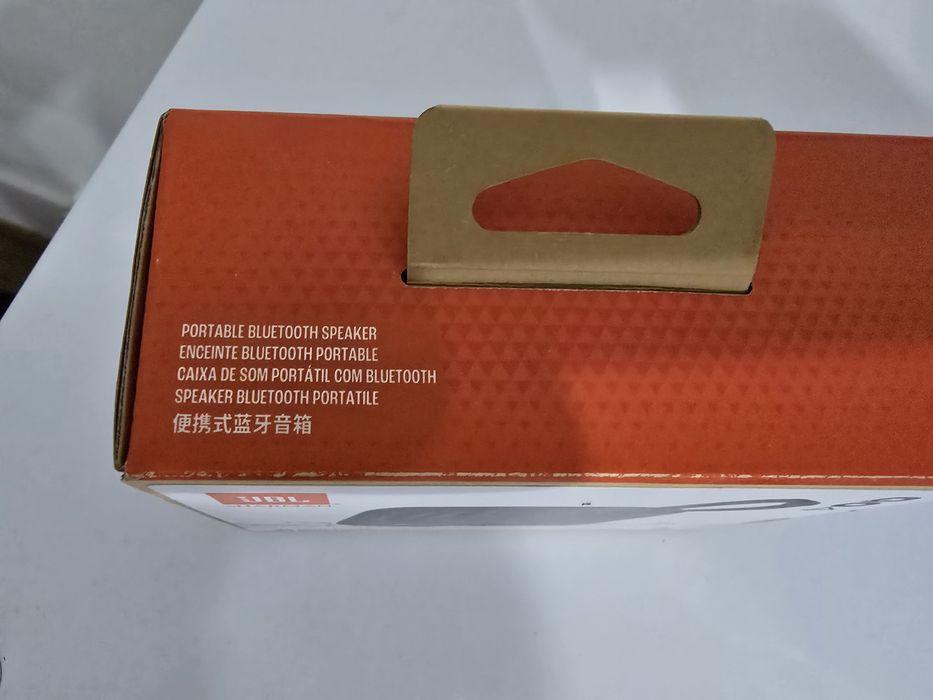 PORTABLE BLUETOOTH SPEAKER
ENCEINTE BLUETOOTH PORTABLE
CAIXA DE SOM PORTÁTIL COM BLUETOOTH
SPEAKER BLUETOOTH PORTATILE
便携式蓝牙音箱
JBL